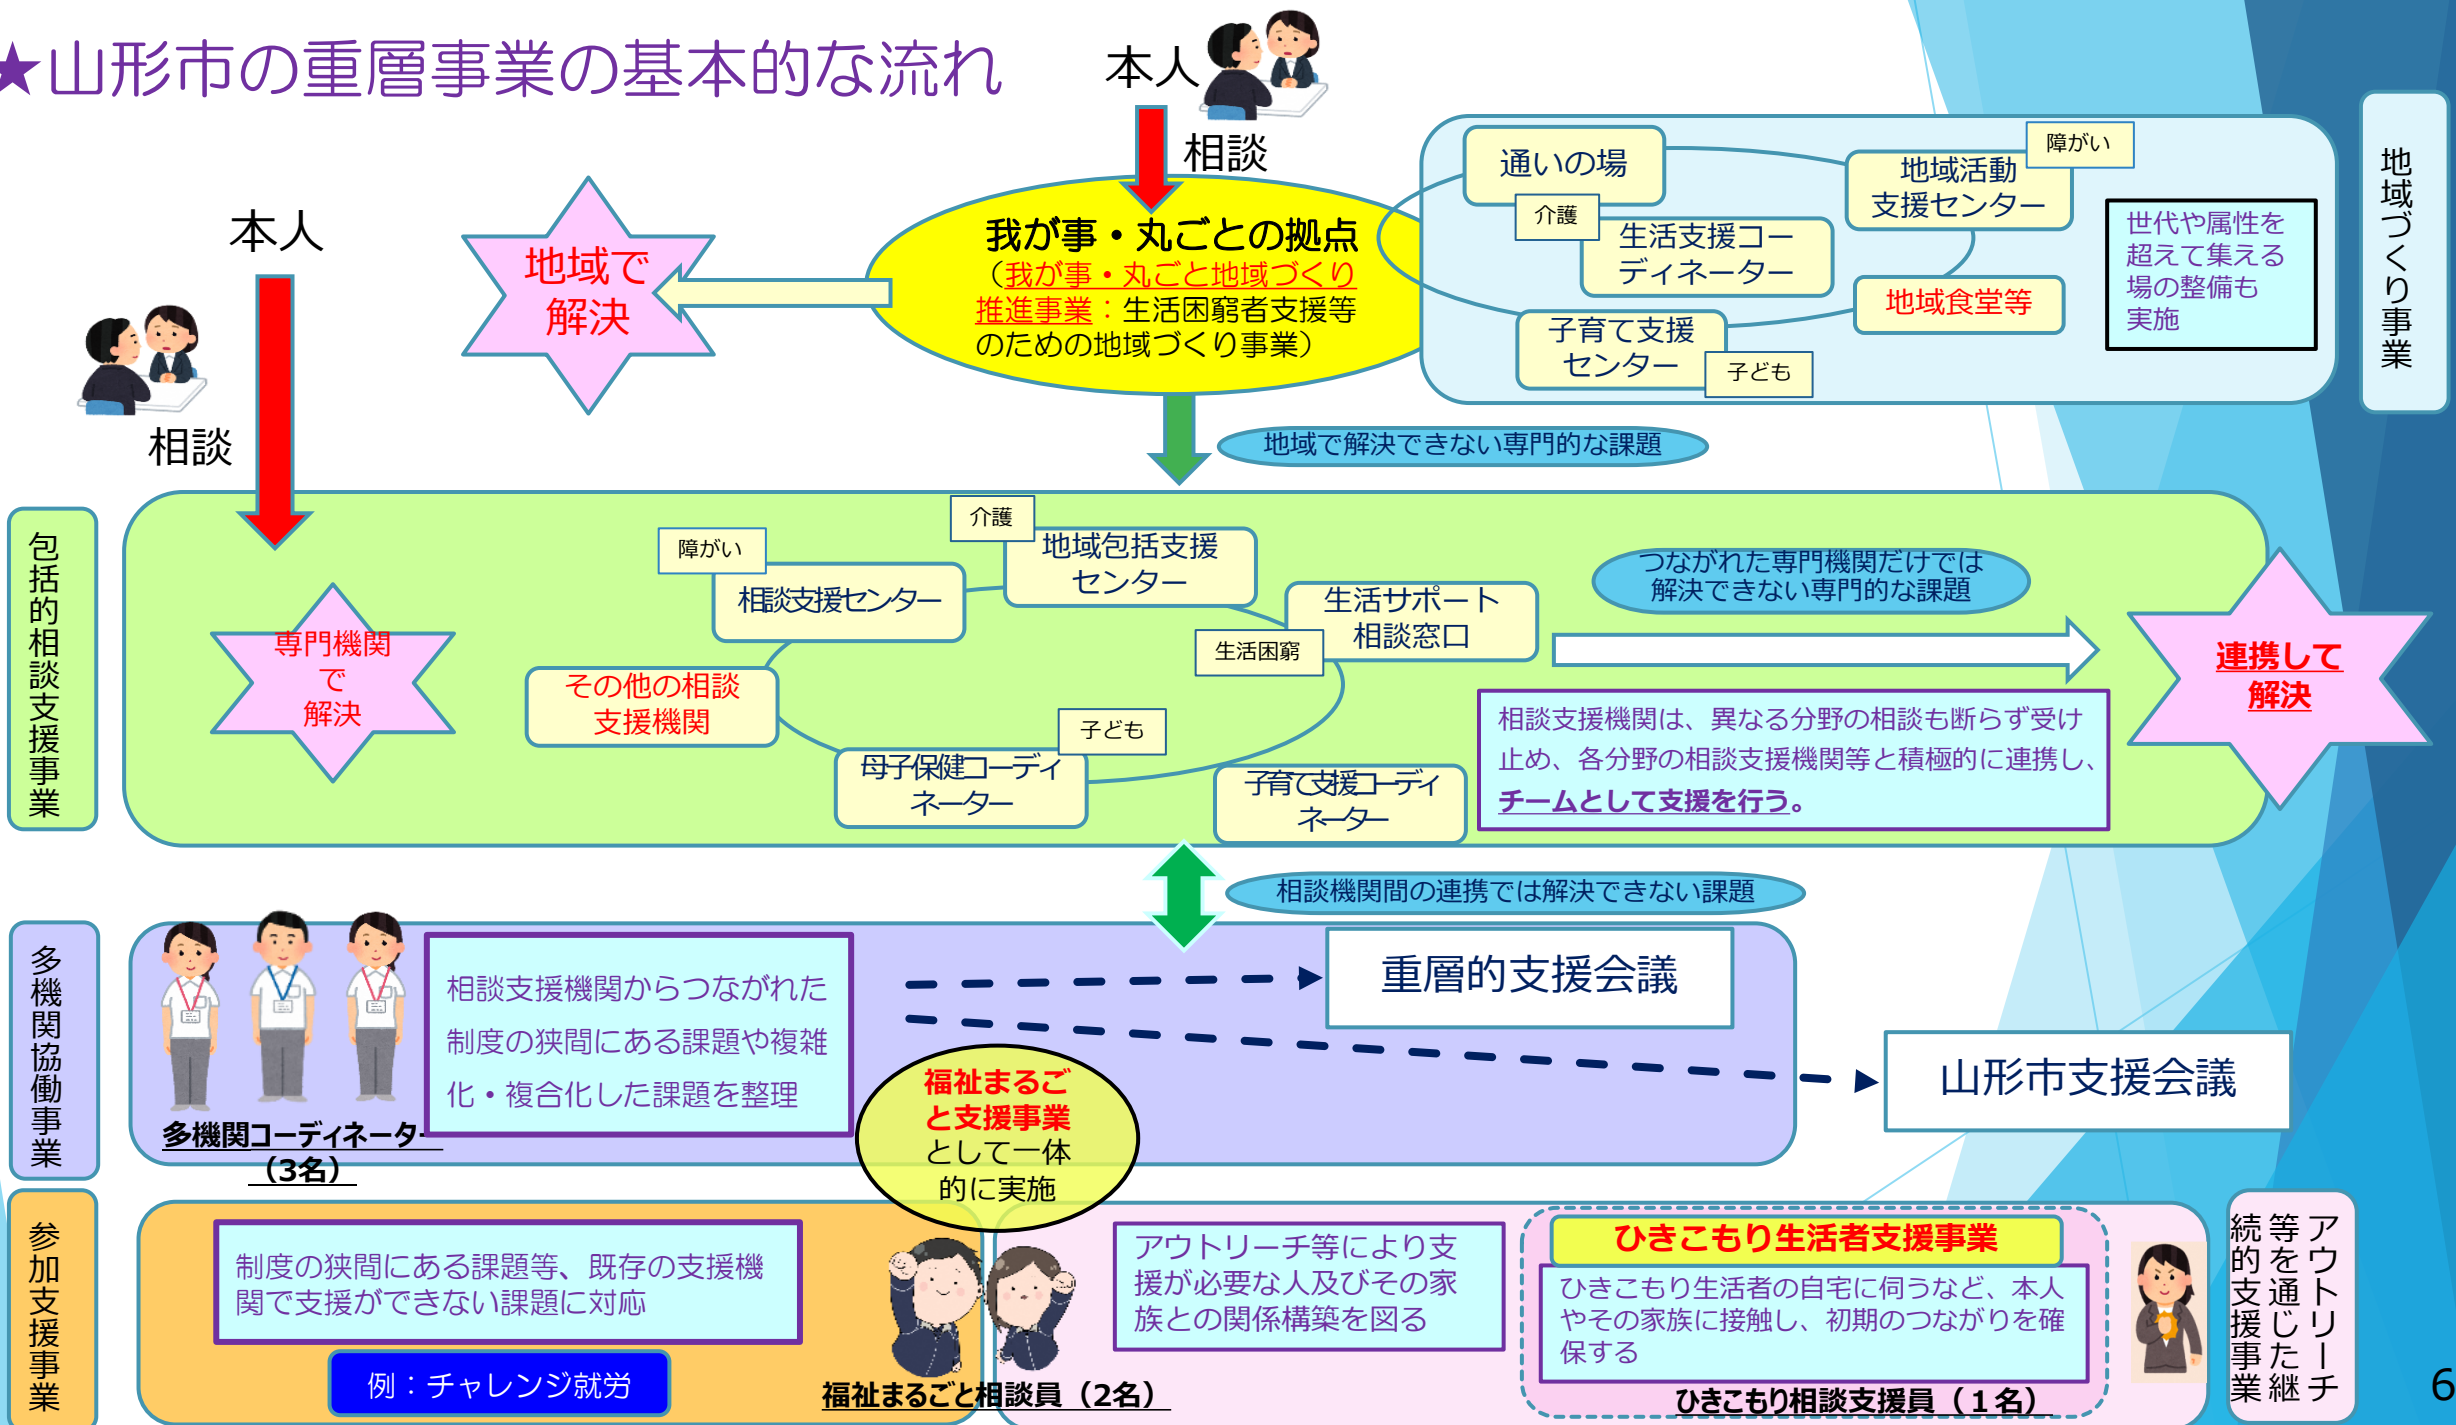 ★山形市の重層事業の基本的な流れ
本人
相談
本人
相談
地域で
解決
我が事・丸ごとの拠点
（我が事・丸ごと地域づくり
推進事業：生活困窮者支援等
のための地域づくり事業）
通いの場
介護
生活支援コー
ディネーター
地域活動
支援センター
障がい
地域食堂等
子育て支援
センター
子ども
世代や属性を
超えて集える
場の整備も
実施
地域づくり事業
地域で解決できない専門的な課題
包括的相談支援事業
専門機関
で
解決
障がい
相談支援センター
介護
地域包括支援
センター
生活サポート
相談窓口
生活困窮
その他の相談
支援機関
子ども
母子保健コーディ
ネーター
子育て支援コーディ
ネーター
つながれた専門機関だけでは
解決できない専門的な課題
相談支援機関は、異なる分野の相談も断らず受け
止め、各分野の相談支援機関等と積極的に連携し、
チームとして支援を行う。
連携して
解決
相談機関間の連携では解決できない課題
多機関協働事業
多機関コーディネーター
（3名）
相談支援機関からつながれた
制度の狭間にある課題や複雑
化・複合化した課題を整理
重層的支援会議
山形市支援会議
福祉まるご
と支援事業
として一体
的に実施
参加支援事業
制度の狭間にある課題等、既存の支援機
関で支援ができない課題に対応
例：チャレンジ就労
福祉まるごと相談員（2名）
アウトリーチ等により支
援が必要な人及びその家
族との関係構築を図る
ひきこもり生活者支援事業
ひきこもり生活者の自宅に伺うなど、本人
やその家族に接触し、初期のつながりを確
保する
ひきこもり相談支援員（１名）
アウトリーチ
等を通じた継
続的支援事業
6